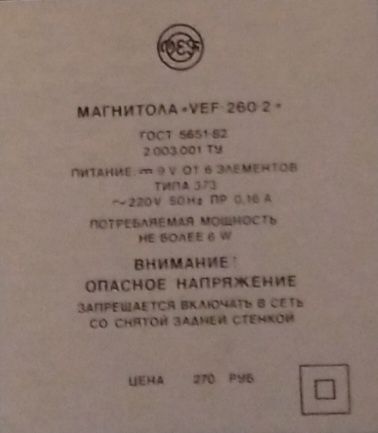 VEF
МАГНИТОЛА «VEF-260-2»
ГОСТ 5651-82
2.003.001 ТУ
ПИТАНИЕ: ⎓ 9 V ОТ 6 ЭЛЕМЕНТОВ
ТИПА 373
~220V 50Hz ПР 0,16 А
ПОТРЕБЛЯЕМАЯ МОЩНОСТЬ
НЕ БОЛЕЕ 6 W
ВНИМАНИЕ!
ОПАСНОЕ НАПРЯЖЕНИЕ
ЗАПРЕЩАЕТСЯ ВКЛЮЧАТЬ В СЕТЬ
СО СНЯТОЙ ЗАДНЕЙ СТЕНКОЙ
ЦЕНА 270 РУБ